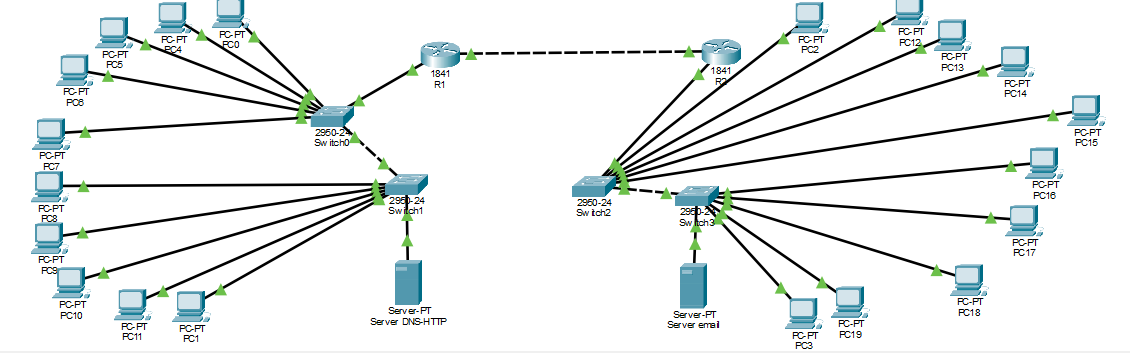 PC-PT
PC0
PC-PT
PC4
PC-PT
PC5
PC-PT
PC6
PC-PT
PC7
PC-PT
PC8
PC-PT
PC9
PC-PT
PC10
PC-PT
PC11
PC-PT
PC1
2950-24
Switch0
2950-24
Switch1
Server-PT
Server DNS-HTTP
1841
R1
1841
R2
2950-24
Switch2
2950-24
Switch3
Server-PT
Server email
PC-PT
PC2
PC-PT
PC12
PC-PT
PC13
PC-PT
PC14
PC-PT
PC15
PC-PT
PC16
PC-PT
PC17
PC-PT
PC18
PC-PT
PC19
PC-PT
PC3